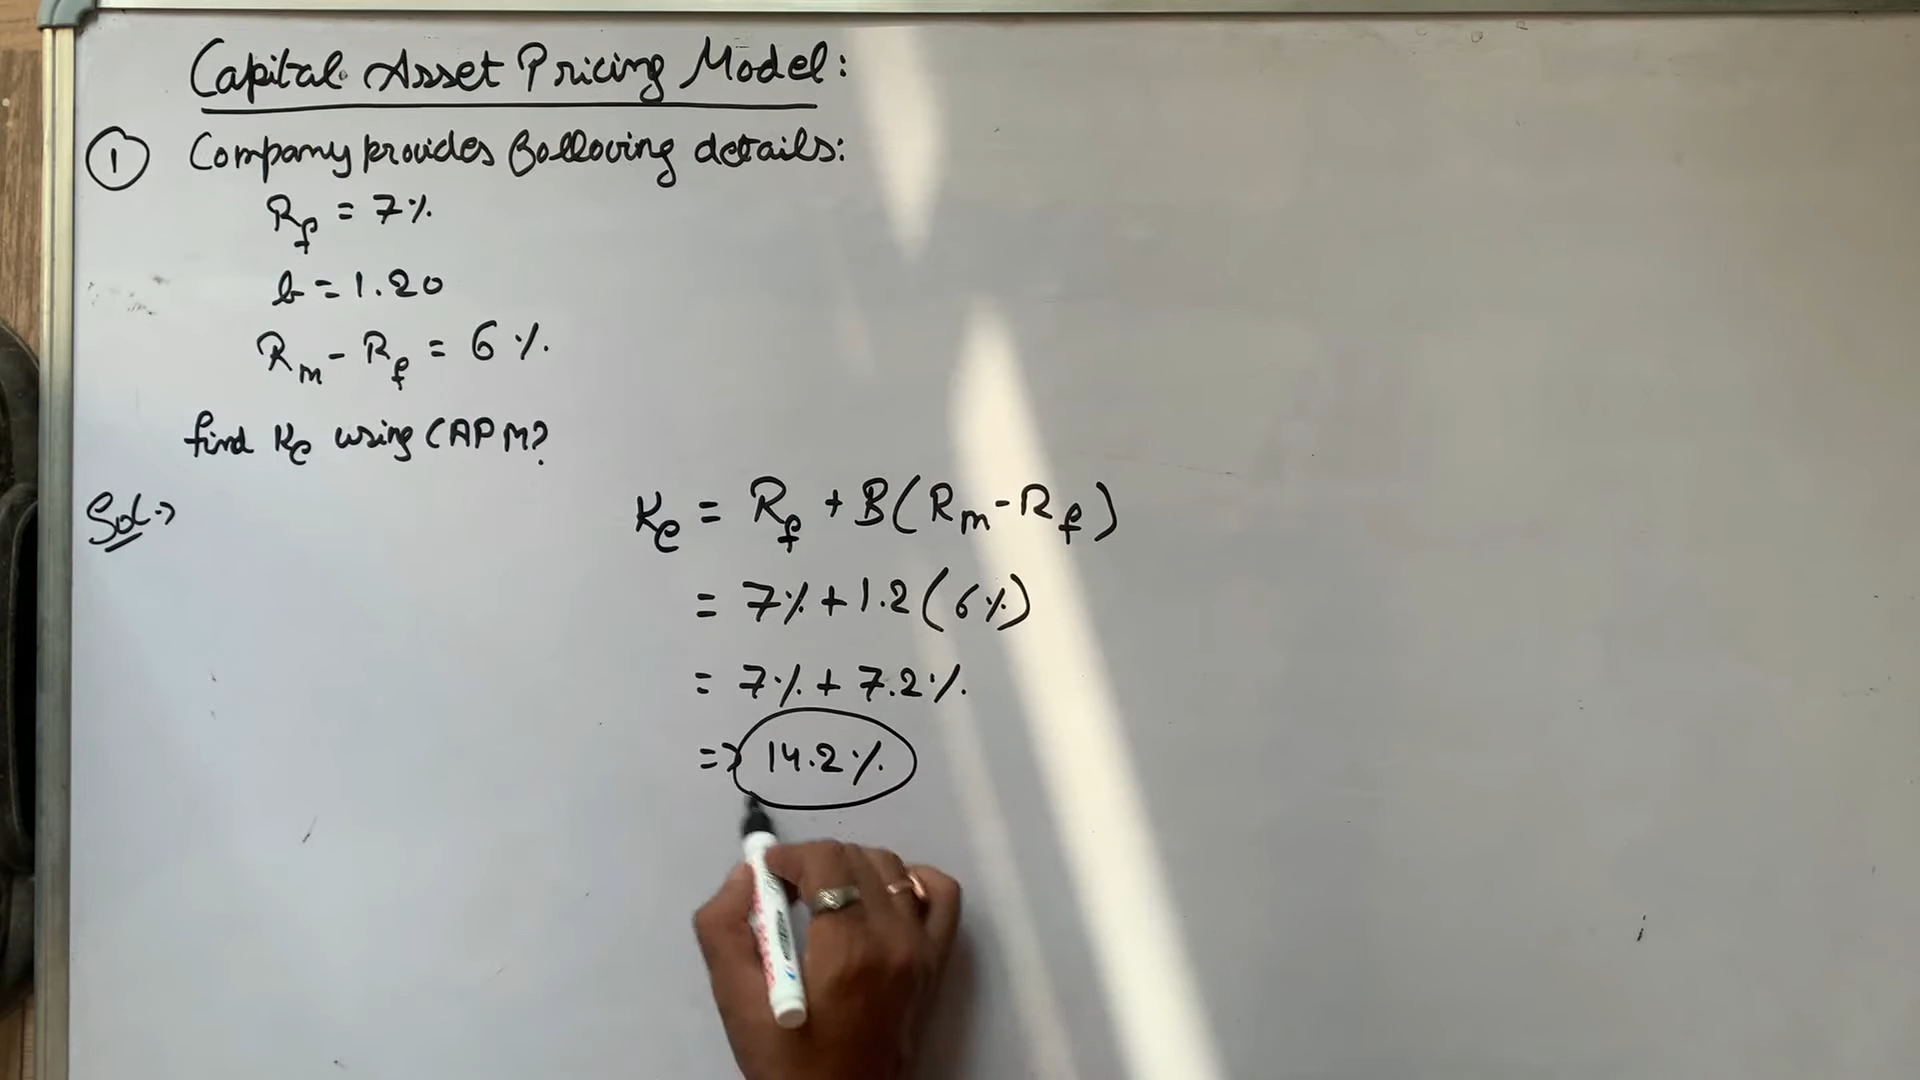 Capital Asset Pricing Model:
① Company provides following details:
Rf = 7%
b = 1.20
Rm - Rf = 6%
find Ke using CAPM?
Sol →
Ke = Rf + B(Rm - Rf)
= 7% + 1.2(6%)
= 7% + 7.2%
=> 14.2%